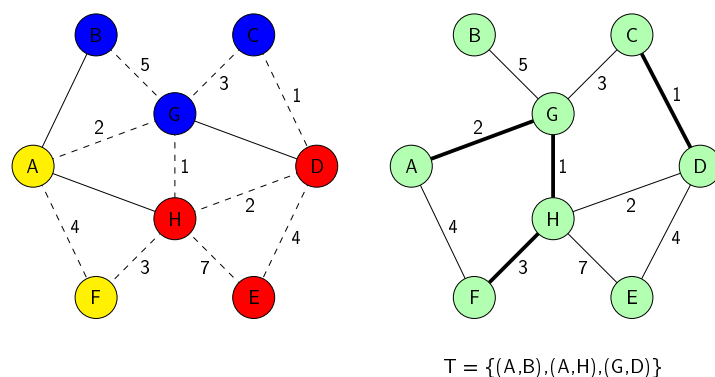 B C B C
5 3 5 3
1 1
G G
2 2
A D A D
1 1
2 2
H H
4 4 4 4
3 7 3 7
F E F E
T = {(A,B),(A,H),(G,D)}